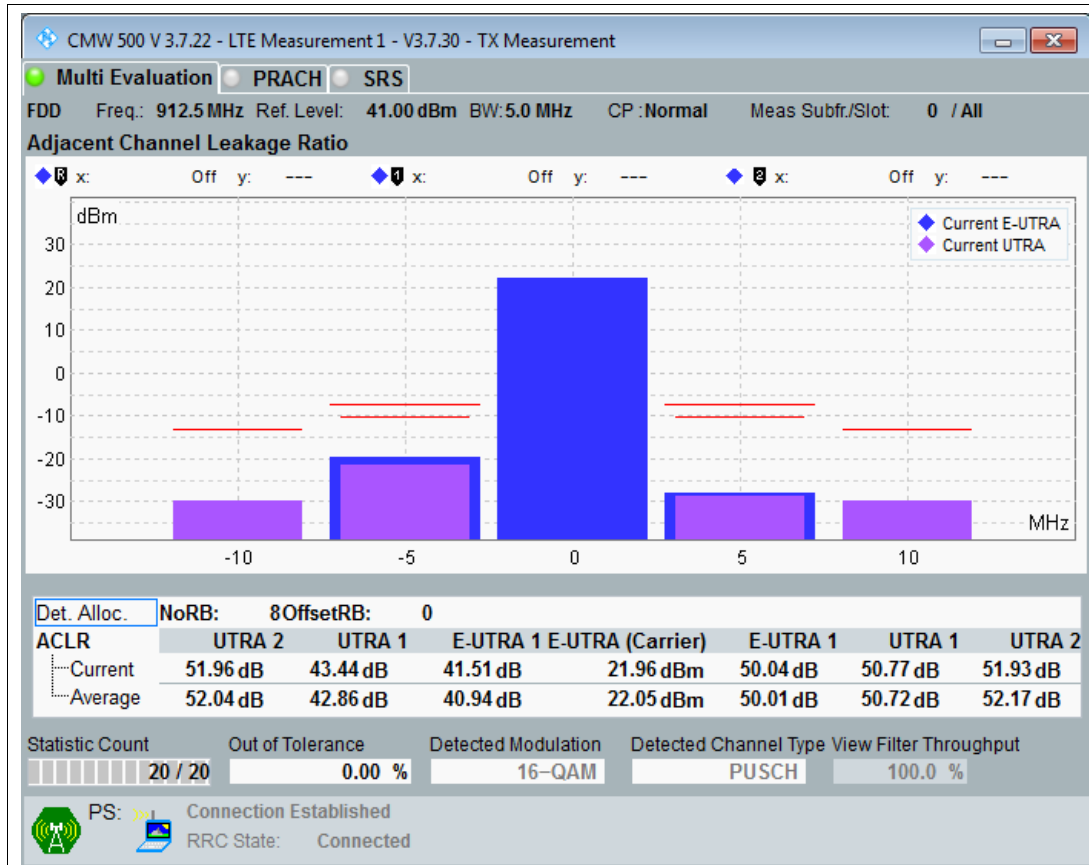 CMW 500 V 3.7.22 - LTE Measurement 1 - V3.7.30 - TX Measurement
Multi Evaluation PRACH SRS
FDD Freq.: 912.5 MHz Ref. Level: 41.00 dBm BW: 5.0 MHz CP : Normal Meas Subfr./Slot: 0 / All
Adjacent Channel Leakage Ratio
R x: Off y: --- 1 x: Off y: --- 2 x: Off y: ---
dBm
Current E-UTRA
Current UTRA
30
20
10
0
-10
-20
-30
MHz
-10 -5 0 5 10
Det. Alloc. NoRB: 8 OffsetRB: 0
ACLR UTRA 2 UTRA 1 E-UTRA 1 E-UTRA (Carrier) E-UTRA 1 UTRA 1 UTRA 2
Current 51.96 dB 43.44 dB 41.51 dB 21.96 dBm 50.04 dB 50.77 dB 51.93 dB
Average 52.04 dB 42.86 dB 40.94 dB 22.05 dBm 50.01 dB 50.72 dB 52.17 dB
Statistic Count Out of Tolerance Detected Modulation Detected Channel Type View Filter Throughput
20 / 20 0.00 % 16-QAM PUSCH 100.0 %
PS: Connection Established
RRC State: Connected